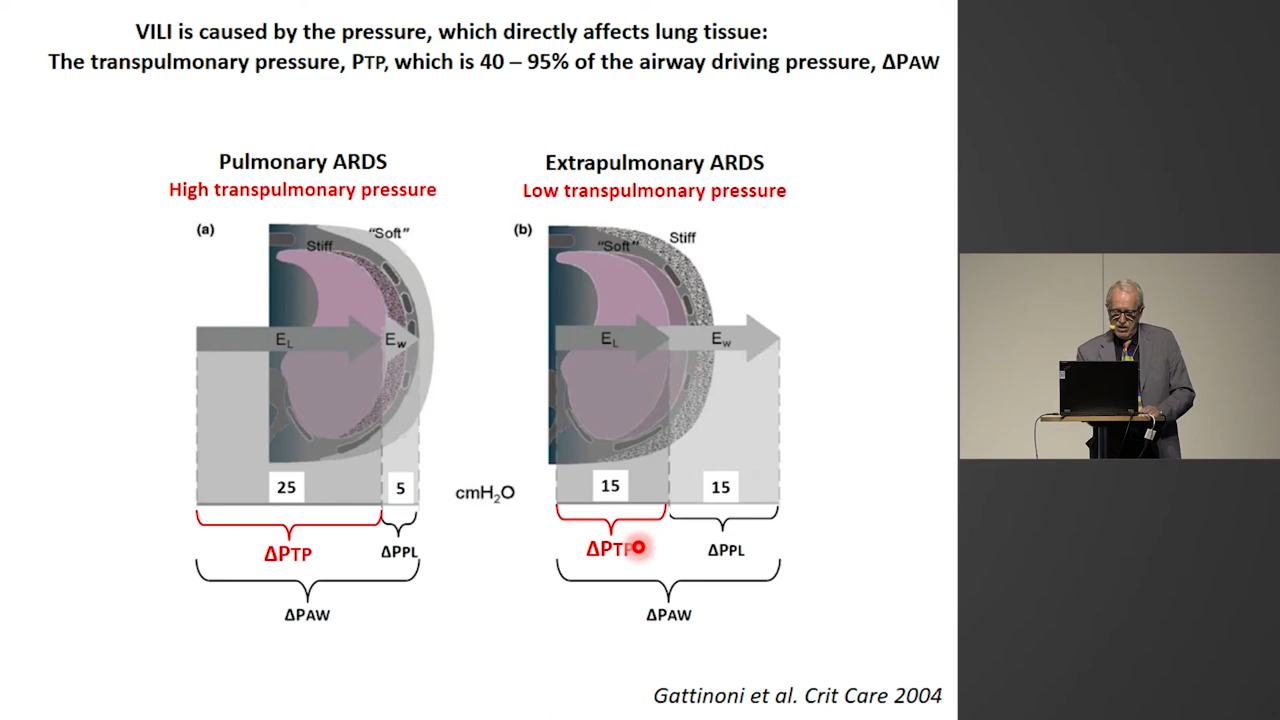 VILI is caused by the pressure, which directly affects lung tissue:
The transpulmonary pressure, PTP, which is 40 – 95% of the airway driving pressure, ΔPAW
Pulmonary ARDS
High transpulmonary pressure
Extrapulmonary ARDS
Low transpulmonary pressure
(a)
"Soft"
Stiff
EL
Ew
25
5
ΔPTP
ΔPPL
ΔPAW
cmH2O
(b)
"Soft"
Stiff
EL
Ew
15
15
ΔPTP
ΔPPL
ΔPAW
Gattinoni et al. Crit Care 2004